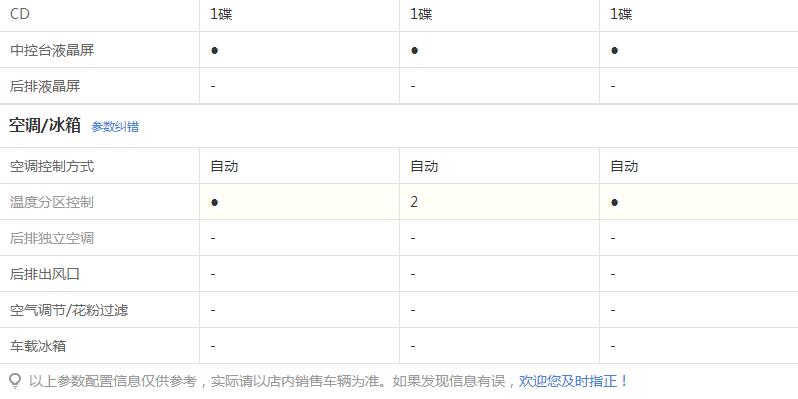 CD 1碟 1碟 1碟
中控台液晶屏 ● ● ●
后排液晶屏 - - -
空调/冰箱 参数纠错
空调控制方式 自动 自动 自动
温度分区控制 ● 2 ●
后排独立空调 - - -
后排出风口 - - -
空气调节/花粉过滤 - - -
车载冰箱 - - -
以上参数配置信息仅供参考，实际请以店内销售车辆为准。如果发现信息有误，欢迎您及时指正！